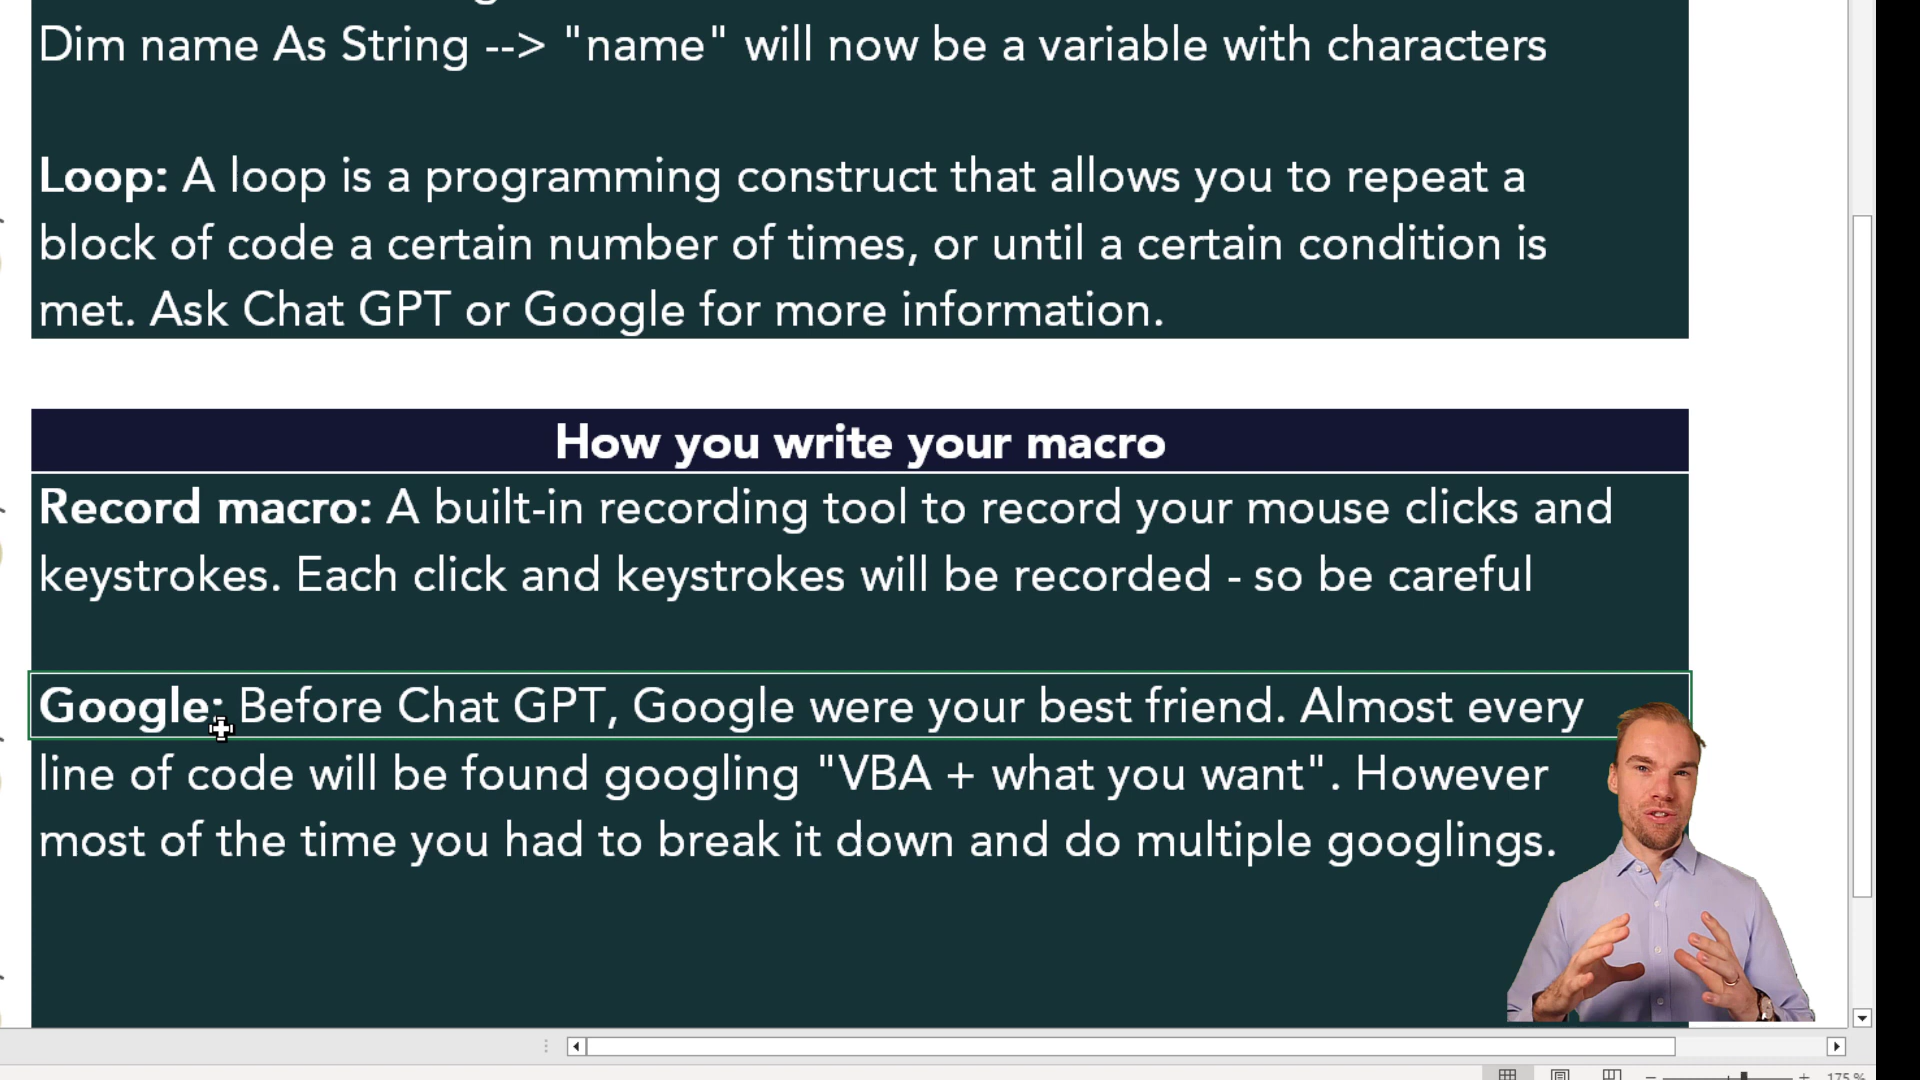 Dim name As String --> "name" will now be a variable with characters
Loop: A loop is a programming construct that allows you to repeat a
block of code a certain number of times, or until a certain condition is
met. Ask Chat GPT or Google for more information.
How you write your macro
Record macro: A built-in recording tool to record your mouse clicks and
keystrokes. Each click and keystrokes will be recorded - so be careful
Google: Before Chat GPT, Google were your best friend. Almost every
line of code will be found googling "VBA + what you want". However
most of the time you had to break it down and do multiple googlings.
175 %